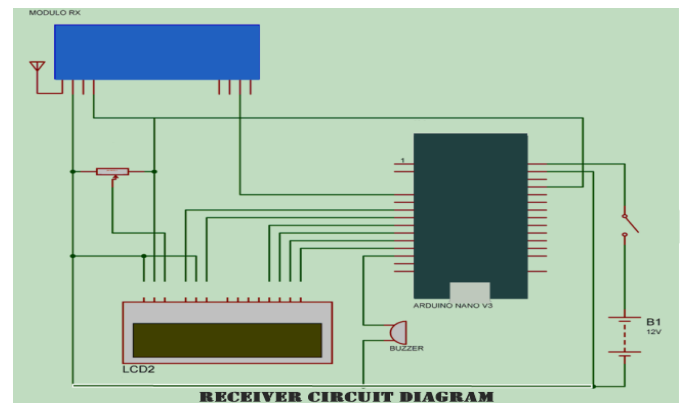 MODULO RX
1
ARDUINO NANO V3
B1
12V
BUZZER
LCD2
RECEIVER CIRCUIT DIAGRAM